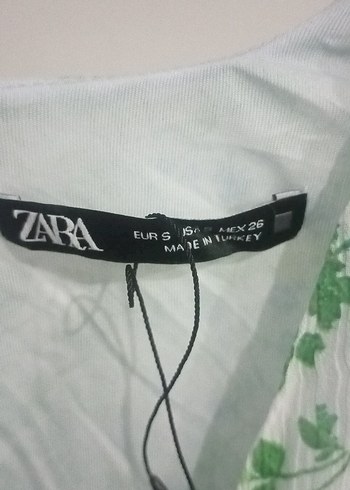 ZARA
EUR S USA S MEX 26
MADE IN TURKEY